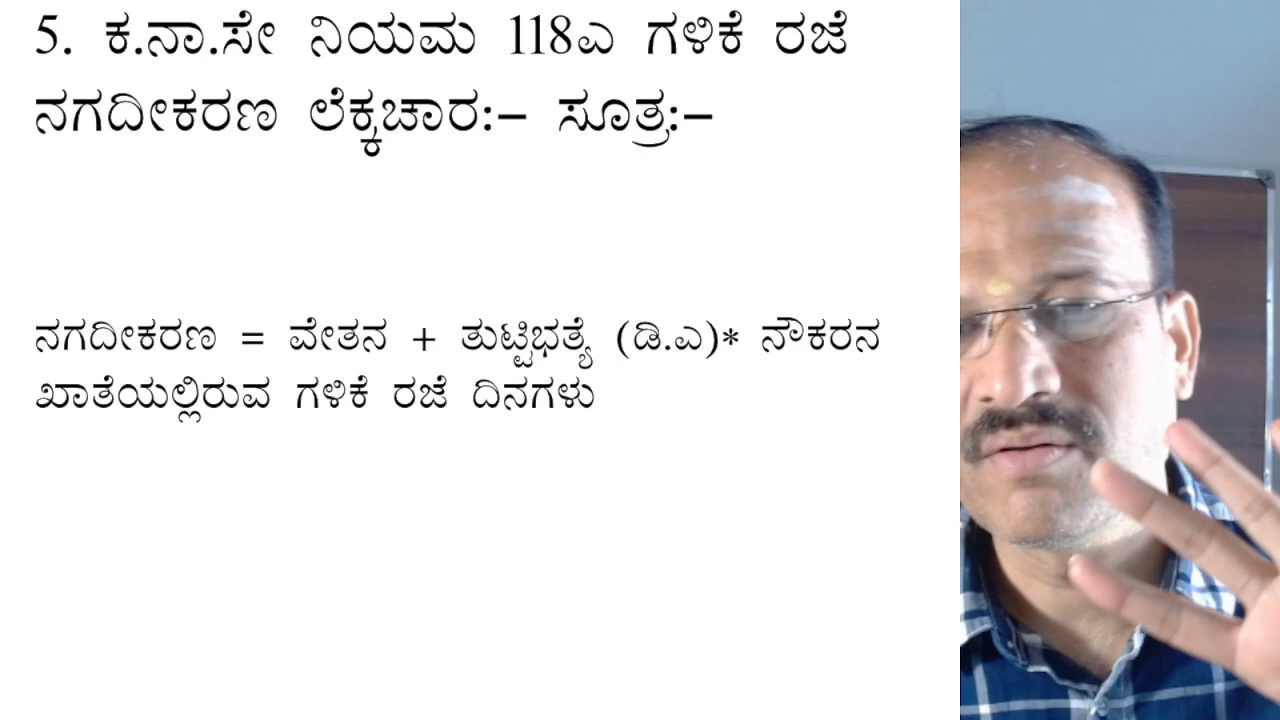 5. ಕ.ನಾ.ಸೇ ನಿಯಮ 118ಎ ಗಳಿಕೆ ರಜೆ
ನಗದೀಕರಣ ಲೆಕ್ಕಚಾರ:– ಸೂತ್ರ:–
ನಗದೀಕರಣ = ವೇತನ + ತುಟ್ಟಿಭತ್ಯೆ (ಡಿ.ಎ)* ನೌಕರನ
ಖಾತೆಯಲ್ಲಿರುವ ಗಳಿಕೆ ರಜೆ ದಿನಗಳು